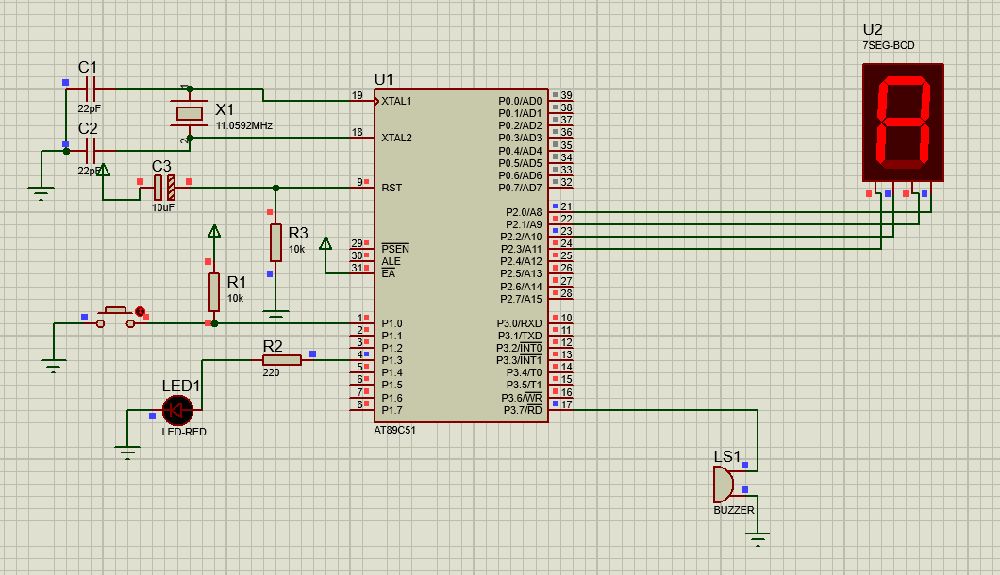 U2
7SEG-BCD
A
C1
22pF
C2
22pF
1
X1
11.0592MHz
2
C3
10uF
R3
10k
R1
10k
R2
220
LED1
LED-RED
U1
19 XTAL1
18 XTAL2
9 RST
29 PSEN
30 ALE
31 EA
1 P1.0
2 P1.1
3 P1.2
4 P1.3
5 P1.4
6 P1.5
7 P1.6
8 P1.7
P0.0/AD0 39
P0.1/AD1 38
P0.2/AD2 37
P0.3/AD3 36
P0.4/AD4 35
P0.5/AD5 34
P0.6/AD6 33
P0.7/AD7 32
P2.0/A8 21
P2.1/A9 22
P2.2/A10 23
P2.3/A11 24
P2.4/A12 25
P2.5/A13 26
P2.6/A14 27
P2.7/A15 28
P3.0/RXD 10
P3.1/TXD 11
P3.2/INT0 12
P3.3/INT1 13
P3.4/T0 14
P3.5/T1 15
P3.6/WR 16
P3.7/RD 17
AT89C51
LS1
BUZZER